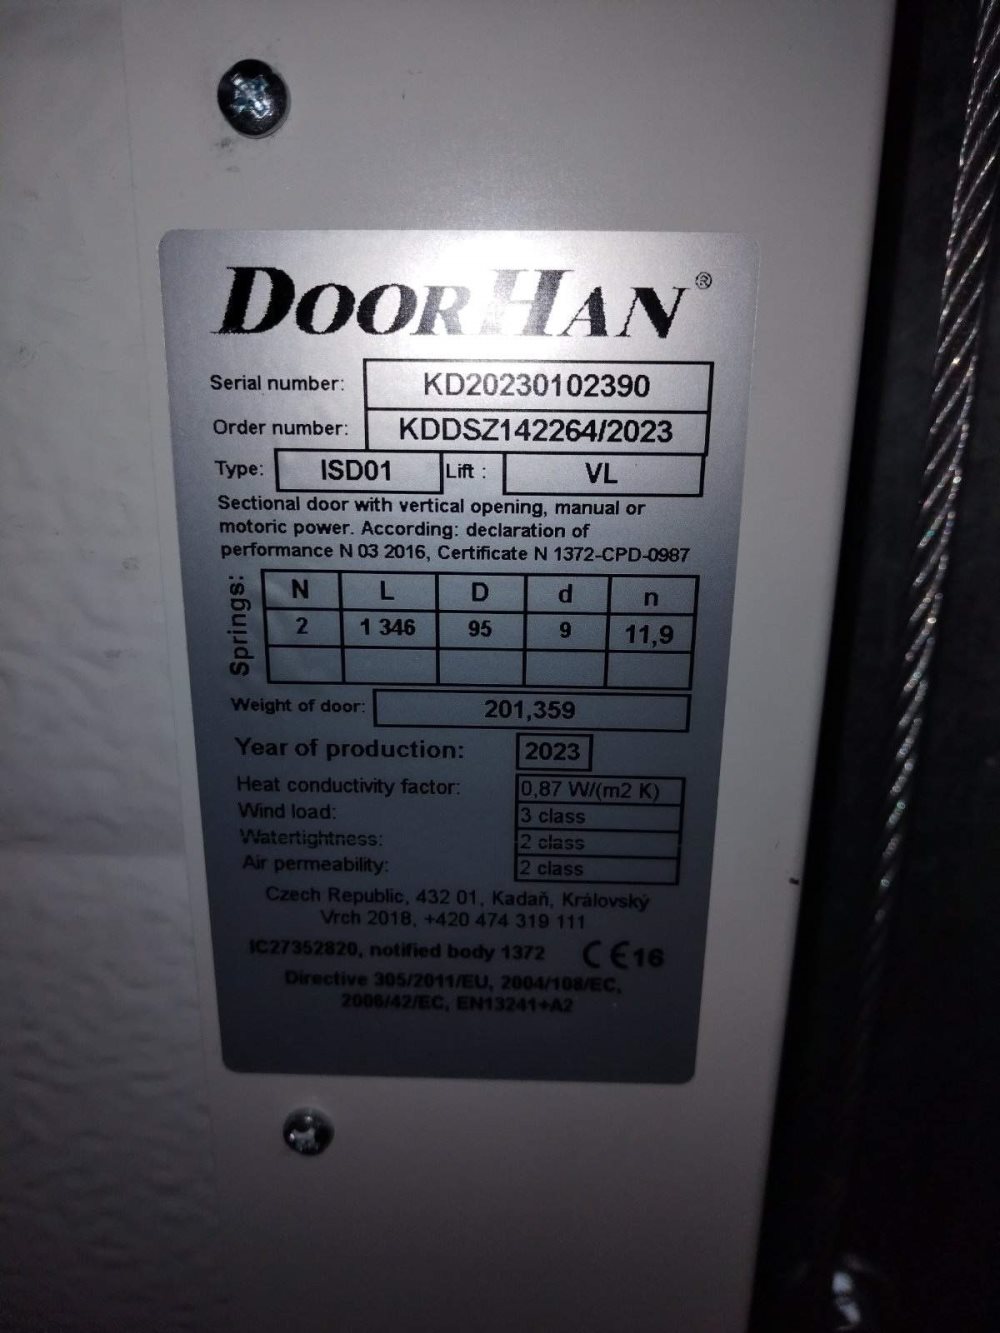 DOORHAN®
Serial number: KD20230102390
Order number: KDDSZ142264/2023
Type: ISD01 Lift : VL
Sectional door with vertical opening, manual or
motoric power. According: declaration of
performance N 03 2016, Certificate N 1372-CPD-0987
Springs:
N L D d n
2 1 346 95 9 11,9
Weight of door: 201,359
Year of production: 2023
Heat conductivity factor: 0,87 W/(m2 K)
Wind load: 3 class
Watertightness: 2 class
Air permeability: 2 class
Czech Republic, 432 01, Kadaň, Královský
Vrch 2018, +420 474 319 111
IC27352820, notified body 1372 CE16
Directive 305/2011/EU, 2004/108/EC,
2006/42/EC, EN13241+A2